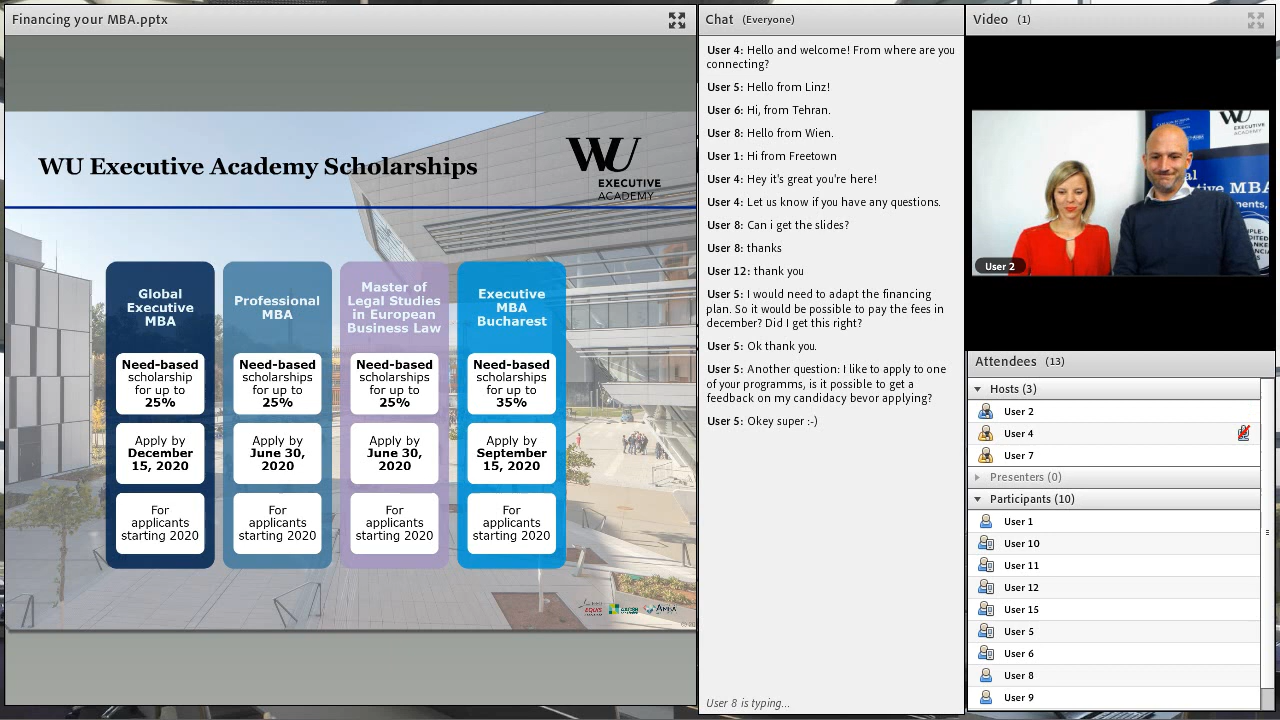 Financing your MBA.pptx
WU Executive Academy Scholarships
WU
EXECUTIVE
ACADEMY
Global
Executive
MBA
Need-based
scholarship
for up to
25%
Apply by
December
15, 2020
For
applicants
starting 2020
Professional
MBA
Need-based
scholarships
for up to
25%
Apply by
June 30,
2020
For
applicants
starting 2020
Master of
Legal Studies
in European
Business Law
Need-based
scholarships
for up to
25%
Apply by
June 30,
2020
For
applicants
starting 2020
Executive
MBA
Bucharest
Need-based
scholarships
for up to
35%
Apply by
September
15, 2020
For
applicants
starting 2020
EQUIS
AACSB
AMBA
Chat (Everyone)
User 4: Hello and welcome! From where are you
connecting?
User 5: Hello from Linz!
User 6: Hi, from Tehran.
User 8: Hello from Wien.
User 1: Hi from Freetown
User 4: Hey it's great you're here!
User 4: Let us know if you have any questions.
User 8: Can i get the slides?
User 8: thanks
User 12: thank you
User 5: I would need to adapt the financing
plan. So it would be possible to pay the fees in
december? Did I get this right?
User 5: Ok thank you.
User 5: Another question: I like to apply to one
of your programms, is it possible to get a
feedback on my candidacy bevor applying?
User 5: Okey super :-)
User 8 is typing...
Video (1)
WU
EXECUTIVE
ACADEMY
User 2
Attendees (13)
Hosts (3)
User 2
User 4
User 7
Presenters (0)
Participants (10)
User 1
User 10
User 11
User 12
User 15
User 5
User 6
User 8
User 9